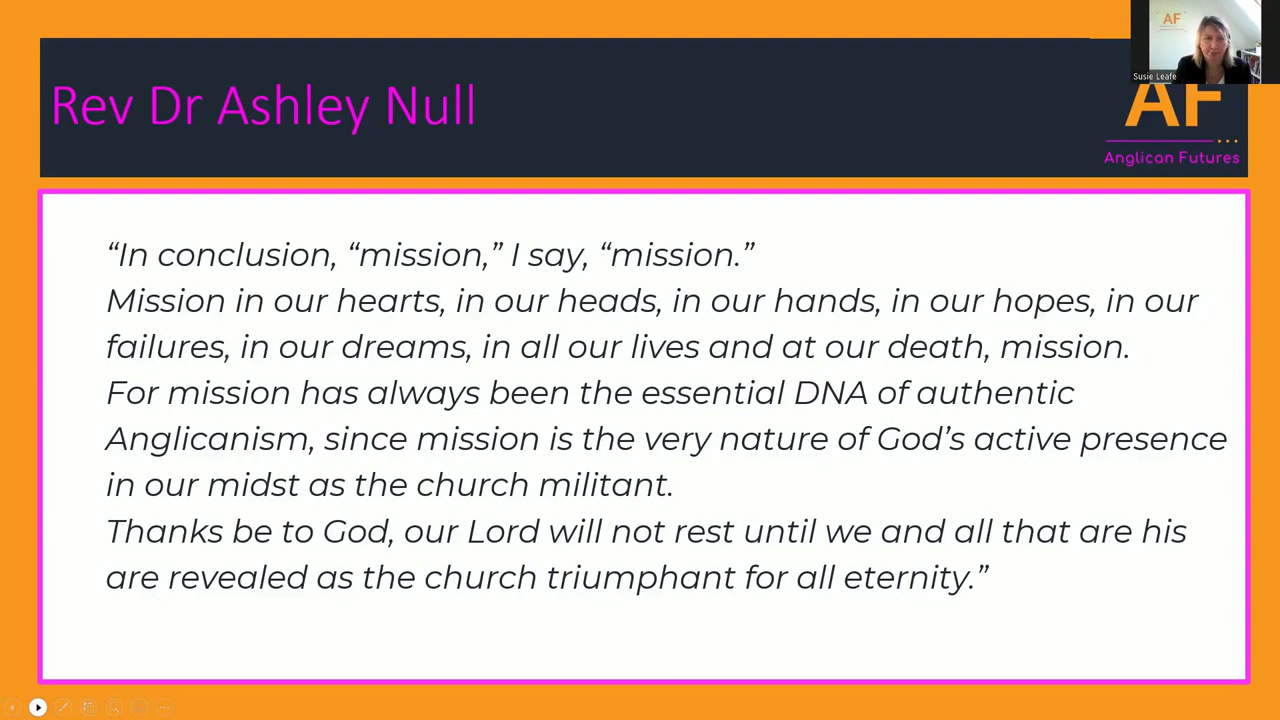 Rev Dr Ashley Null
AF
Susie Leafe
AF
Anglican Futures
“In conclusion, “mission,” I say, “mission.”
Mission in our hearts, in our heads, in our hands, in our hopes, in our
failures, in our dreams, in all our lives and at our death, mission.
For mission has always been the essential DNA of authentic
Anglicanism, since mission is the very nature of God’s active presence
in our midst as the church militant.
Thanks be to God, our Lord will not rest until we and all that are his
are revealed as the church triumphant for all eternity.”